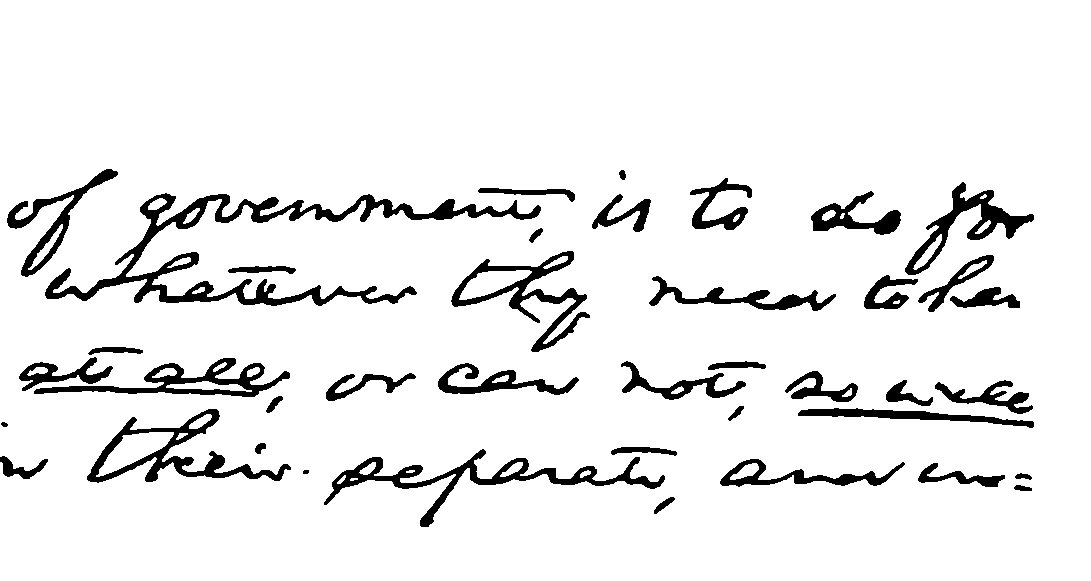 of government, is to do for
whatever they need to have
at all, or can not, so well
in their separate, and in=